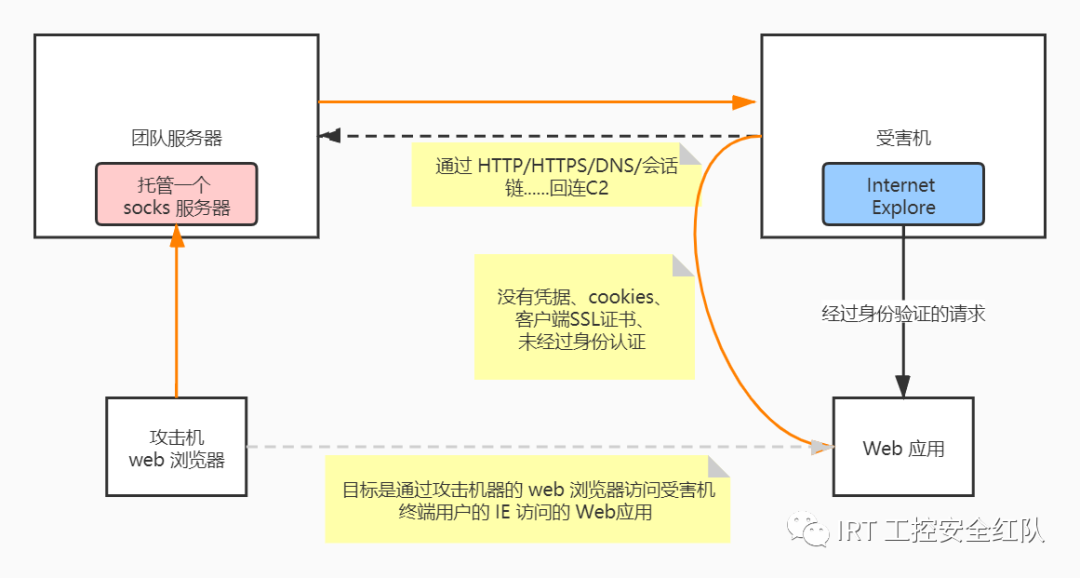 团队服务器
托管一个
socks 服务器
受害机
Internet
Explore
通过 HTTP/HTTPS/DNS/会话
链......回连C2
没有凭据、cookies、
客户端SSL证书、
未经过身份认证
经过身份验证的请求
攻击机
web 浏览器
Web 应用
目标是通过攻击机器的 web 浏览器访问受害机
终端用户的 IE 访问的 Web应用
IRT 工控安全红队